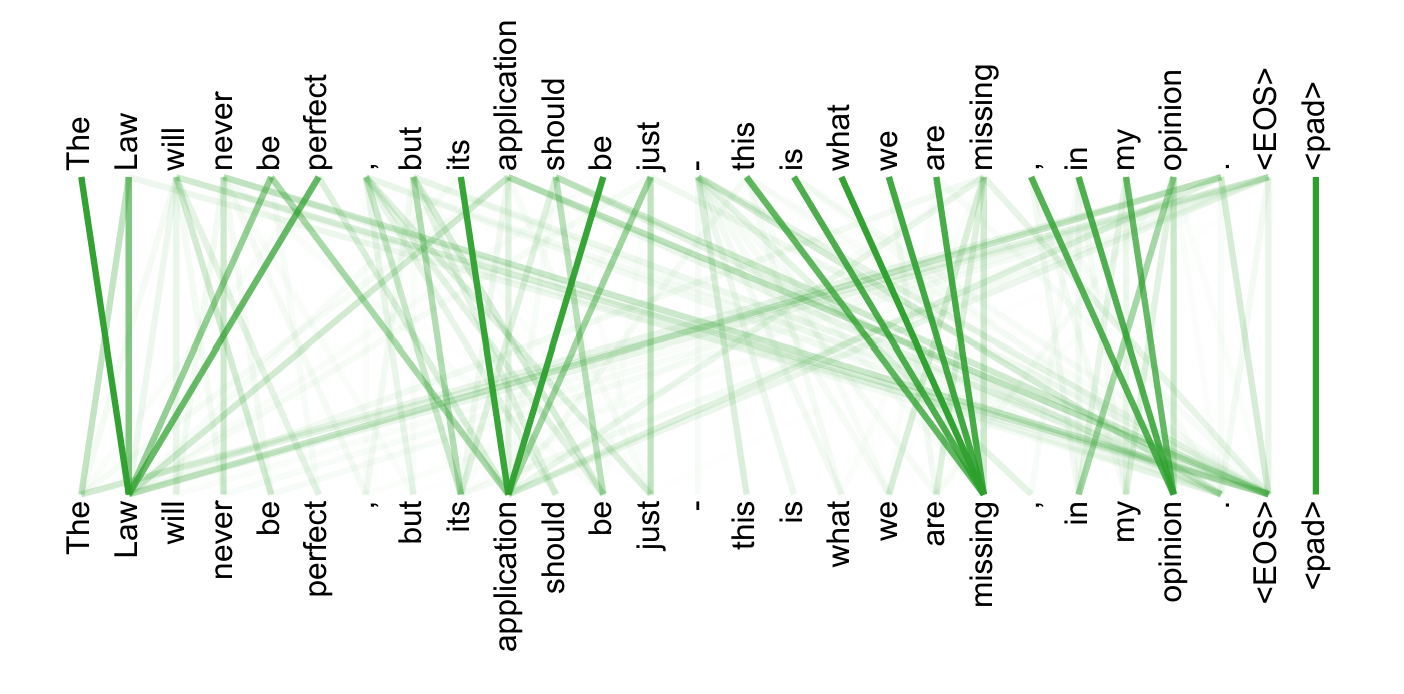 The Law will never be perfect , but its application should be just - this is what we are missing , in my opinion . <EOS> <pad>
The Law will never be perfect , but its application should be just - this is what we are missing , in my opinion . <EOS> <pad>